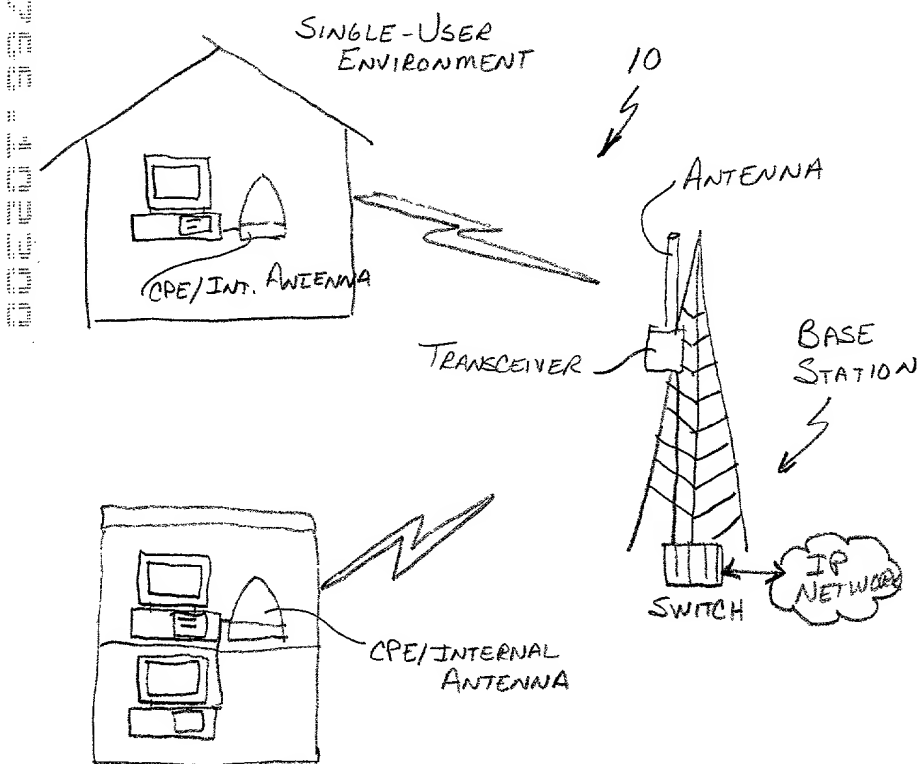 SINGLE-USER
ENVIRONMENT
10
ANTENNA
CPE/INT. ANTENNA
TRANSCEIVER
BASE
STATION
IP
NETWORK
SWITCH
CPE/INTERNAL
ANTENNA